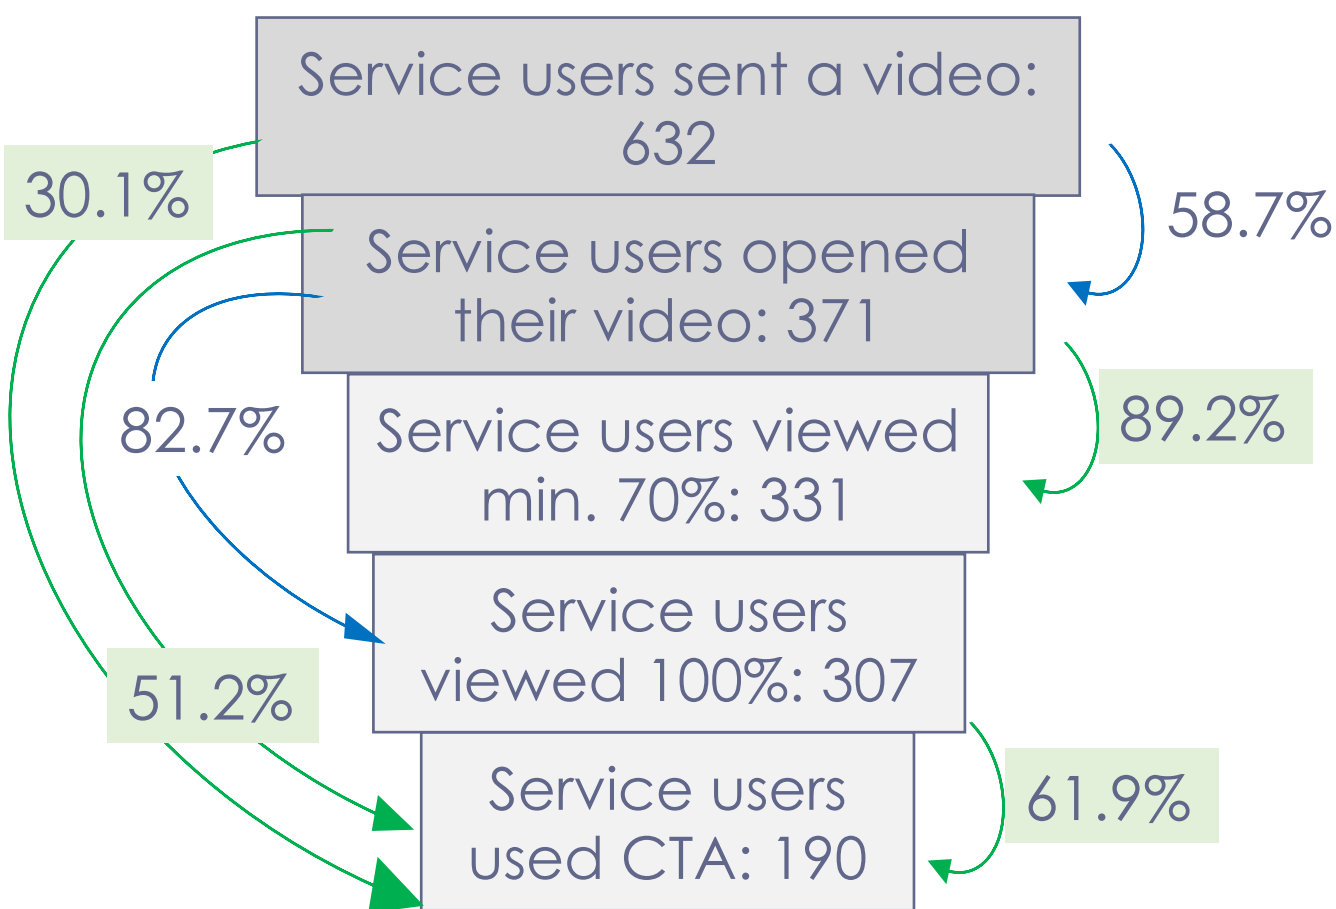 Service users sent a video:
632
30.1%
58.7%
Service users opened
their video: 371
82.7%
89.2%
Service users viewed
min. 70%: 331
Service users
viewed 100%: 307
51.2%
61.9%
Service users
used CTA: 190